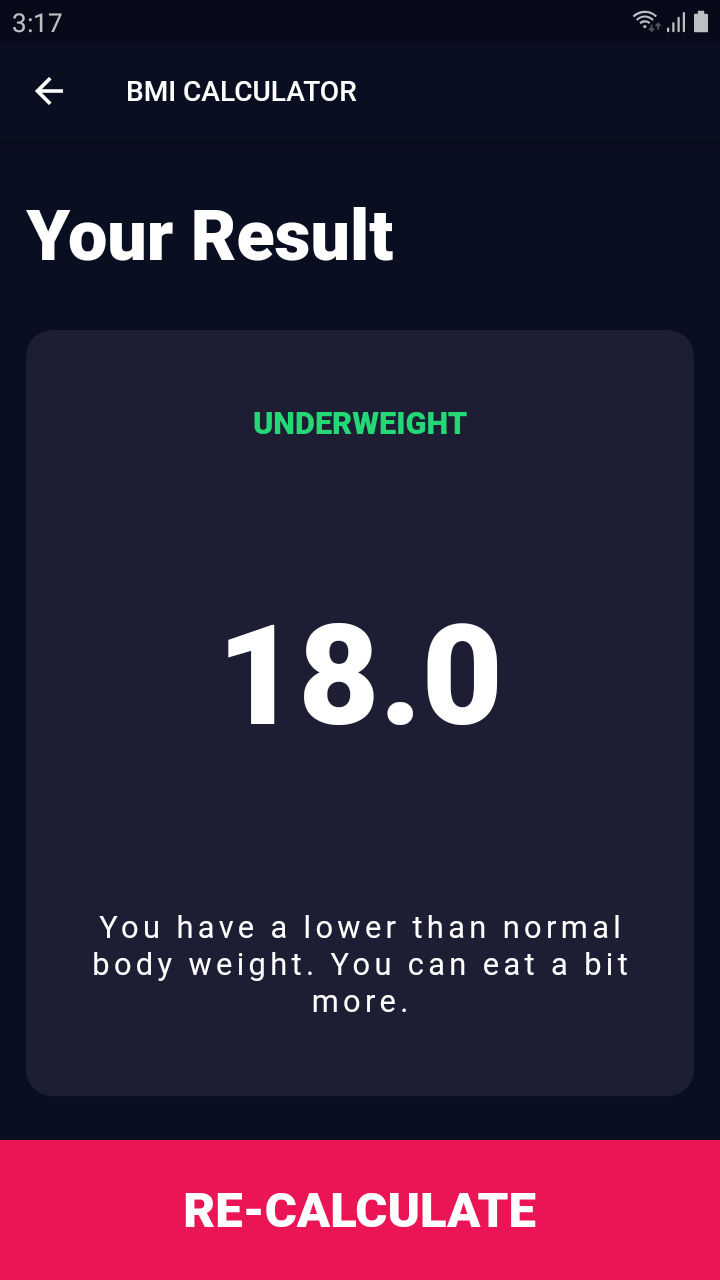 3:17
BMI CALCULATOR
Your Result
UNDERWEIGHT
18.0
You have a lower than normal
body weight. You can eat a bit
more.
RE-CALCULATE